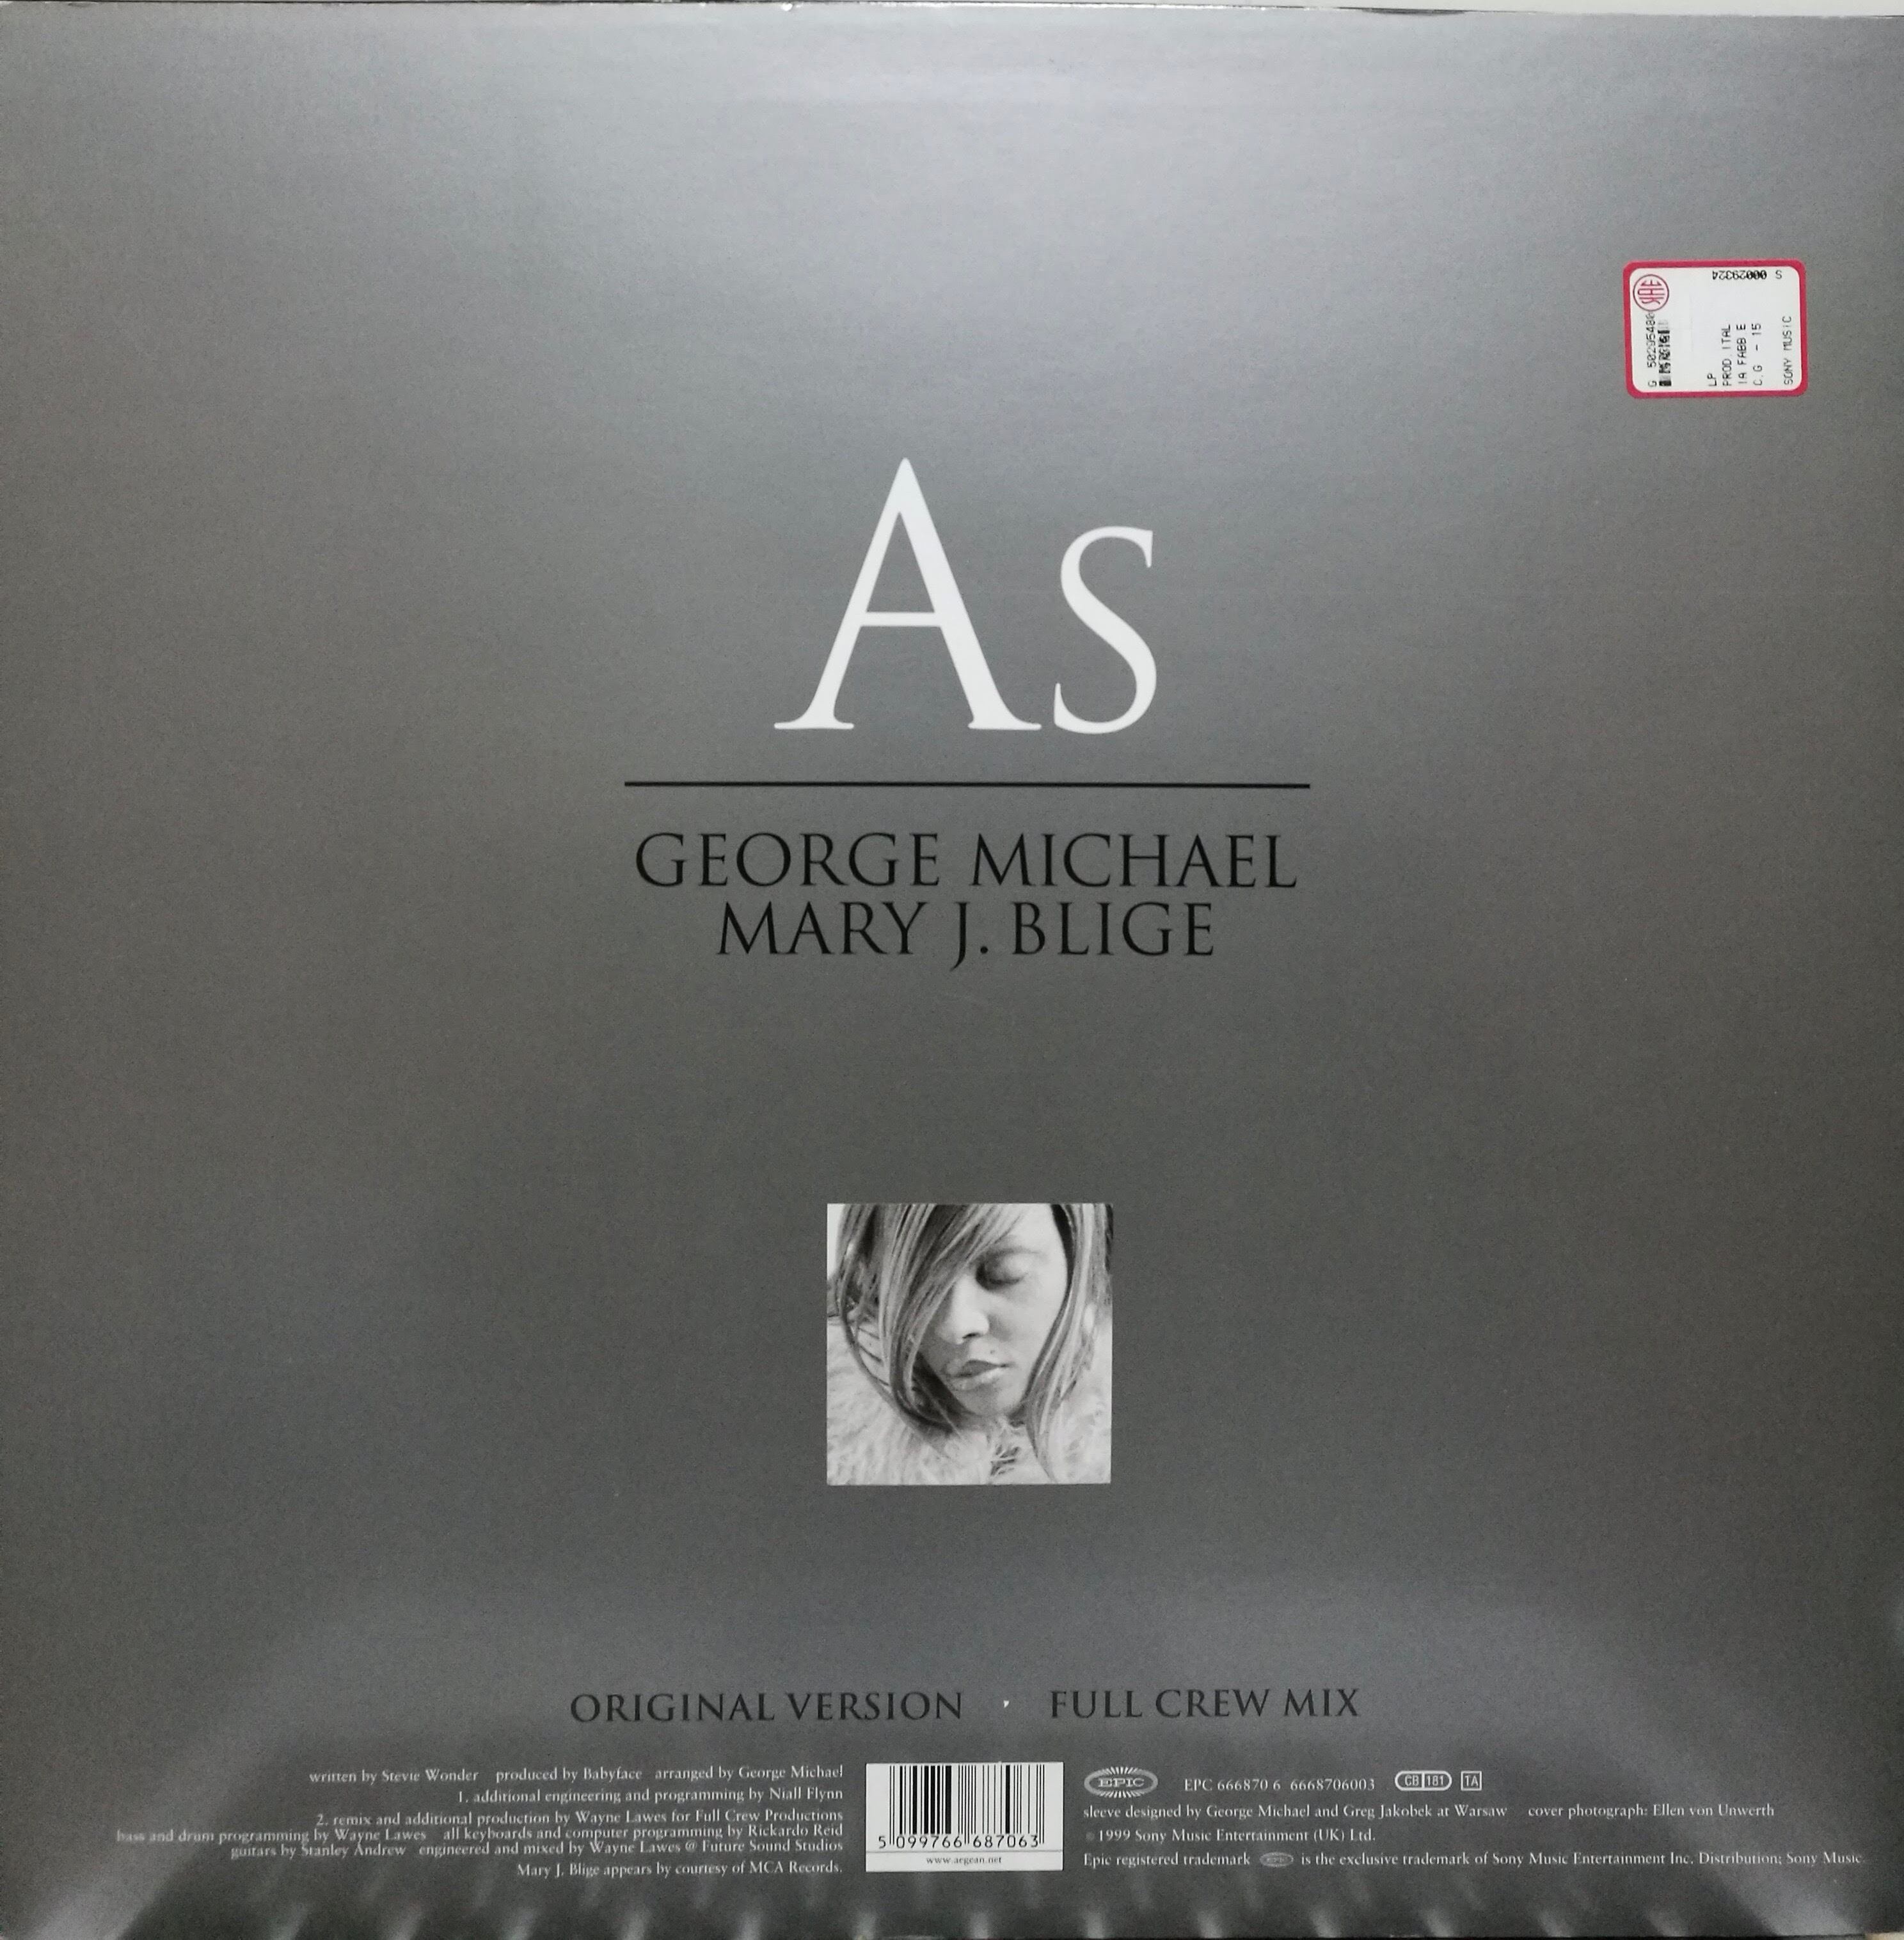 S 00029324
G 502954
LP
PROD. ITAL
IA FABB E
C.G - 15
SONY MUSIC
As
GEORGE MICHAEL
MARY J. BLIGE
ORIGINAL VERSION · FULL CREW MIX
written by Stevie Wonder produced by Babyface arranged by George Michael
1. additional engineering and programming by Niall Flynn
2. remix and additional production by Wayne Lawes for Full Crew Productions
bass and drum programming by Wayne Lawes all keyboards and computer programming by Rickardo Reid
guitars by Stanley Andrew engineered and mixed by Wayne Lawes @ Future Sound Studios
Mary J. Blige appears by courtesy of MCA Records.
5 099766 687063
www.aegean.net
EPIC EPC 666870 6 6668706003 CB 181 TA
sleeve designed by George Michael and Greg Jakobek at Warsaw cover photograph: Ellen von Unwerth
1999 Sony Music Entertainment (UK) Ltd.
Epic registered trademark EPIC is the exclusive trademark of Sony Music Entertainment Inc. Distribution; Sony Music.